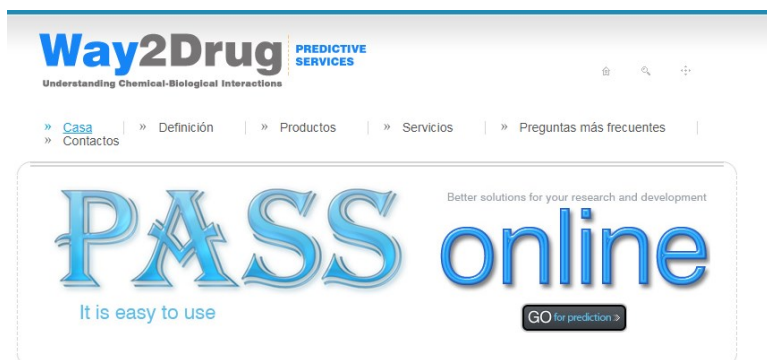 Way2Drug PREDICTIVE SERVICES
Understanding Chemical-Biological Interactions
» Casa » Definición » Productos » Servicios » Preguntas más frecuentes
» Contactos
Better solutions for your research and development
PASS online
It is easy to use
GO for prediction »